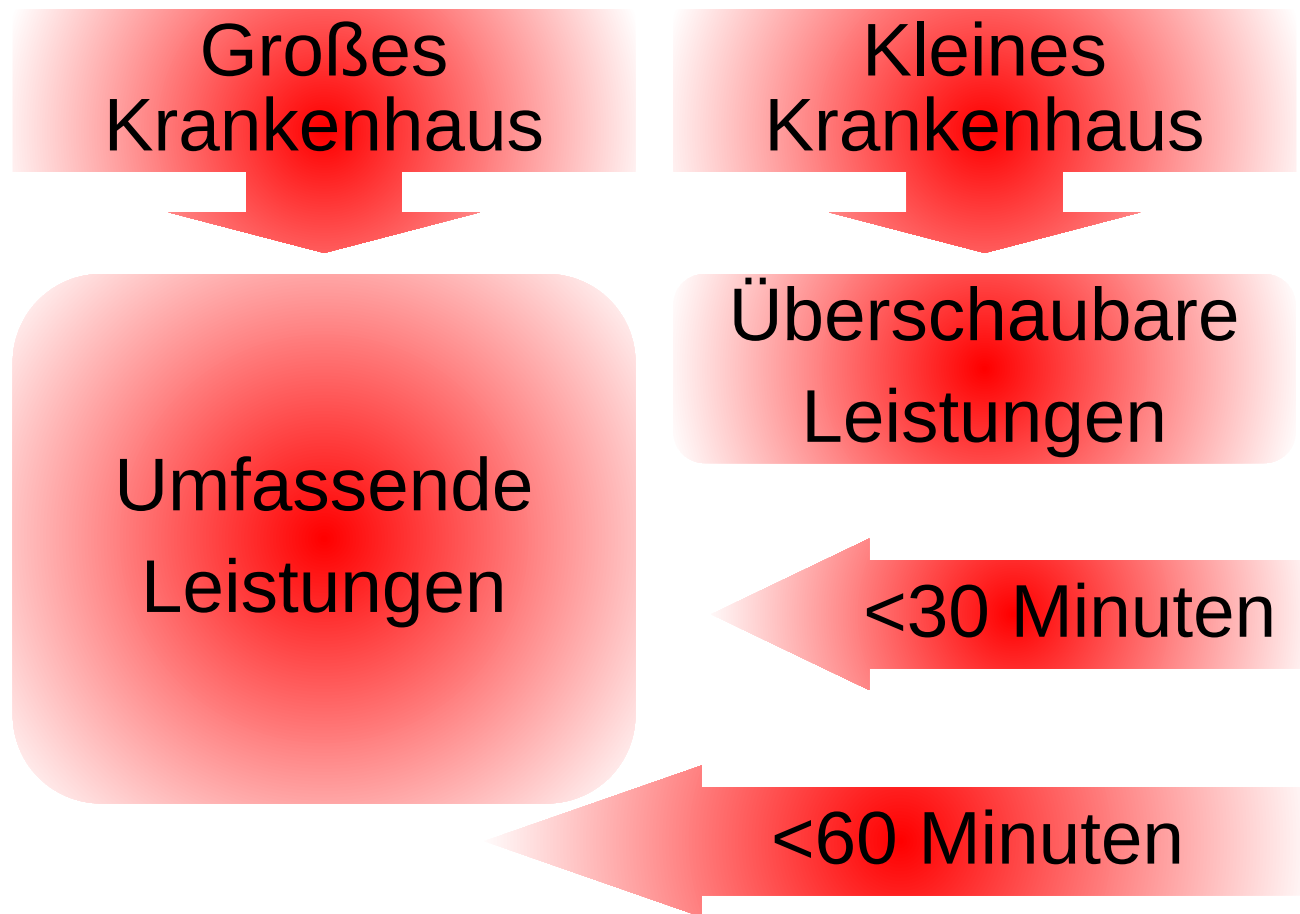 Großes
Krankenhaus
Kleines
Krankenhaus
Umfassende
Leistungen
Überschaubare
Leistungen
<30 Minuten
<60 Minuten